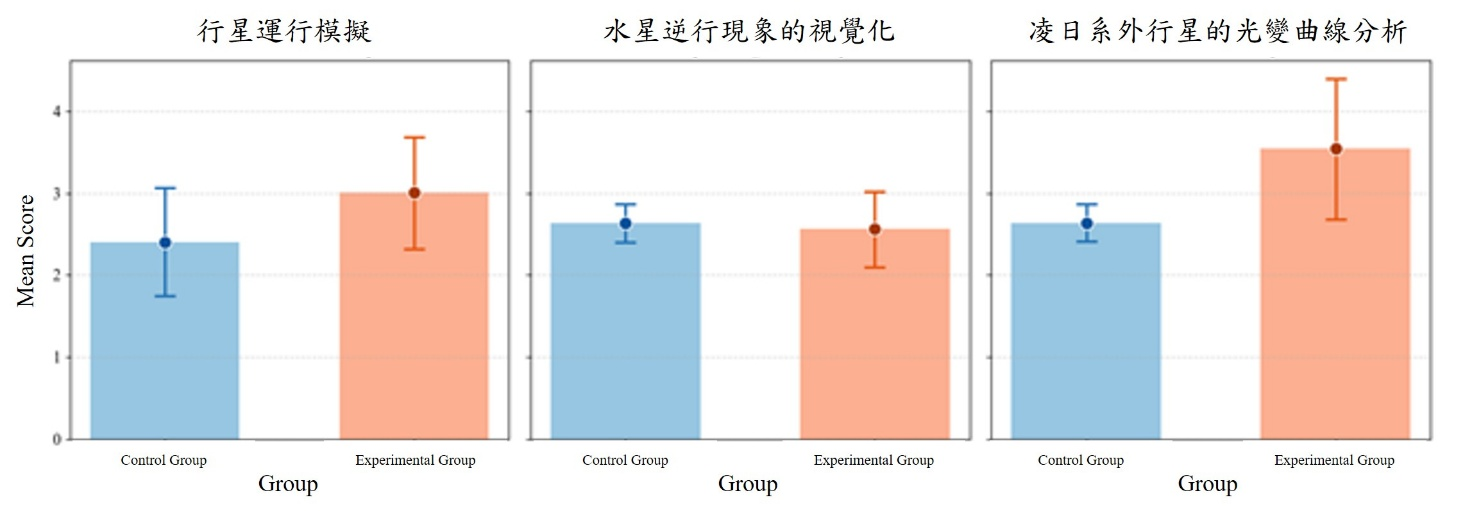 行星運行模擬
水星逆行現象的視覺化
凌日系外行星的光變曲線分析
Mean Score
4
3
2
1
0
Control Group
Experimental Group
Group
Control Group
Experimental Group
Group
Control Group
Experimental Group
Group